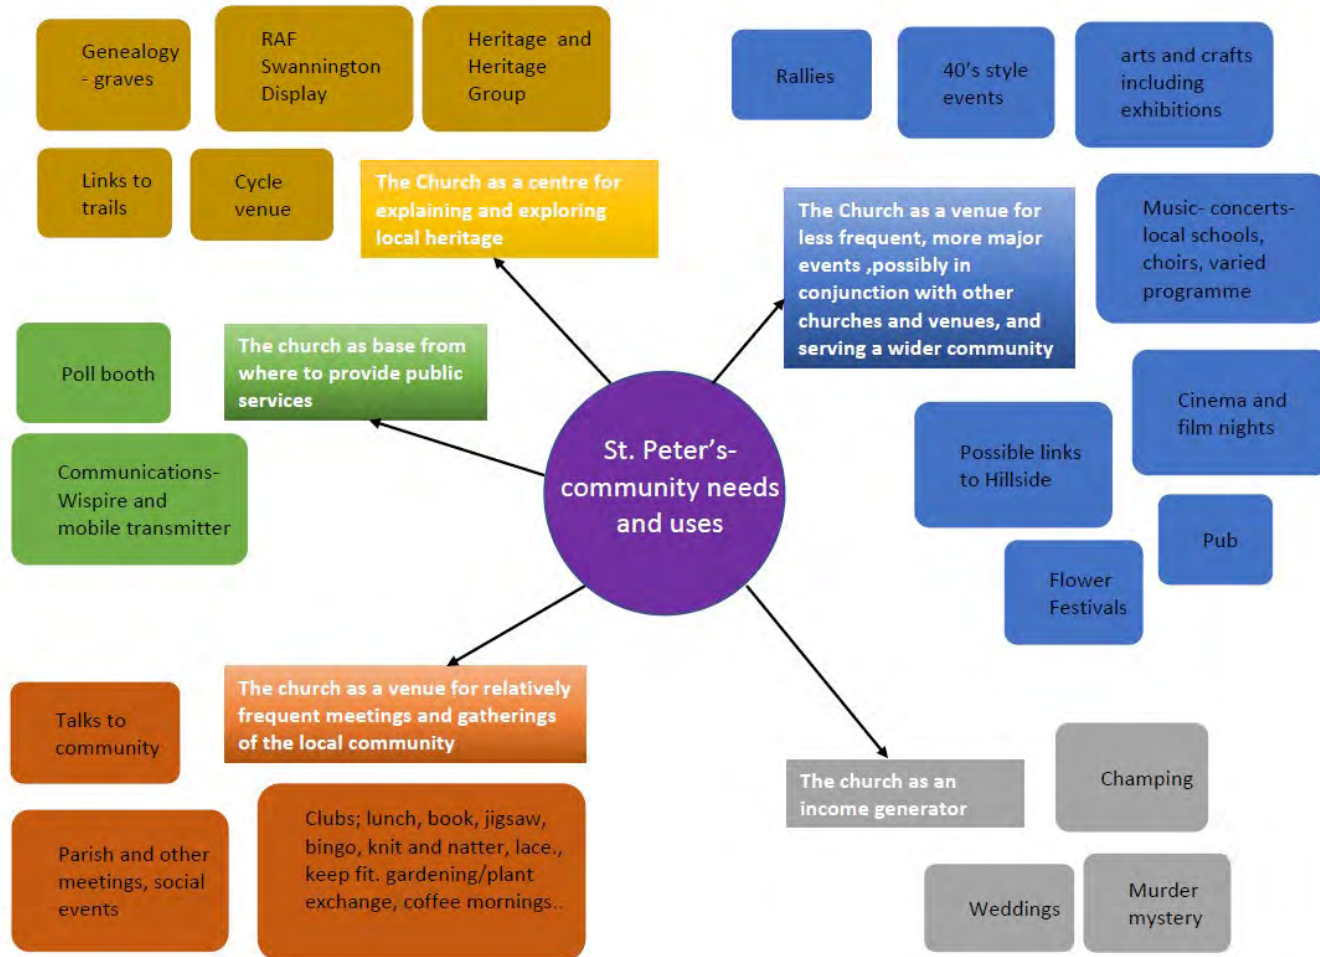 Genealogy
- graves
RAF
Swannington
Display
Heritage and
Heritage
Group
Links to
trails
Cycle
venue
The Church as a centre for
explaining and exploring
local heritage
Rallies
40's style
events
arts and crafts
including
exhibitions
The Church as a venue for
less frequent, more major
events ,possibly in
conjunction with other
churches and venues, and
serving a wider community
Music- concerts-
local schools,
choirs, varied
programme
Cinema and
film nights
Possible links
to Hillside
Pub
Flower
Festivals
Poll booth
The church as base from
where to provide public
services
Communications-
Wispire and
mobile transmitter
St. Peter's-
community needs
and uses
Talks to
community
The church as a venue for relatively
frequent meetings and gatherings
of the local community
Parish and other
meetings, social
events
Clubs; lunch, book, jigsaw,
bingo, knit and natter, lace.,
keep fit. gardening/plant
exchange, coffee mornings..
The church as an
income generator
Champing
Weddings
Murder
mystery